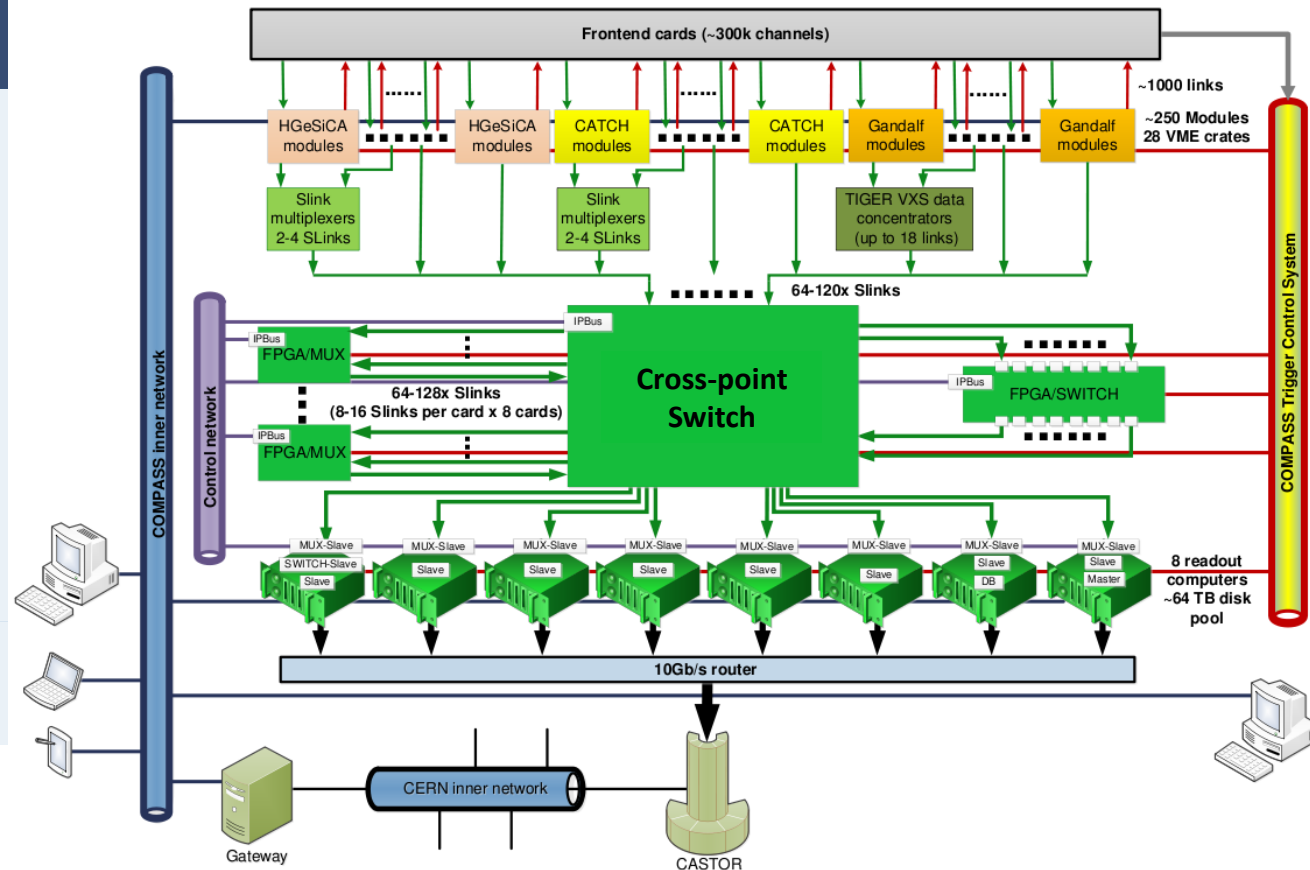 Frontend cards (~300k channels)
~1000 links
HGeSiCA
modules
HGeSiCA
modules
CATCH
modules
CATCH
modules
Gandalf
modules
Gandalf
modules
~250 Modules
28 VME crates
Slink
multiplexers
2-4 SLinks
Slink
multiplexers
2-4 SLinks
TIGER VXS data
concentrators
(up to 18 links)
64-120x Slinks
COMPASS inner network
Control network
COMPASS Trigger Control System
IPBus
FPGA/MUX
IPBus
Cross-point
Switch
IPBus
FPGA/SWITCH
64-128x Slinks
(8-16 Slinks per card x 8 cards)
IPBus
FPGA/MUX
MUX-Slave
SWITCH-Slave
Slave
MUX-Slave
Slave
MUX-Slave
Slave
MUX-Slave
Slave
MUX-Slave
Slave
MUX-Slave
Slave
MUX-Slave
Slave
DB
MUX-Slave
Slave
Master
8 readout
computers
~64 TB disk
pool
10Gb/s router
CERN inner network
Gateway
CASTOR